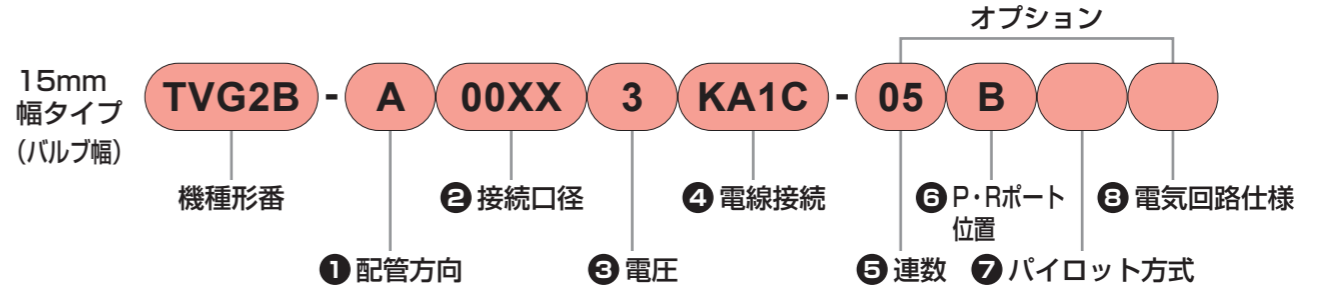 オプション
15mm
幅タイプ
（バルブ幅）
TVG2B - A 00XX 3 KA1C - 05 B
機種形番
❷ 接続口径
❹ 電線接続
❻ P・Rポート
位置
❽ 電気回路仕様
❶ 配管方向
❸ 電圧
❺ 連数
❼ パイロット方式